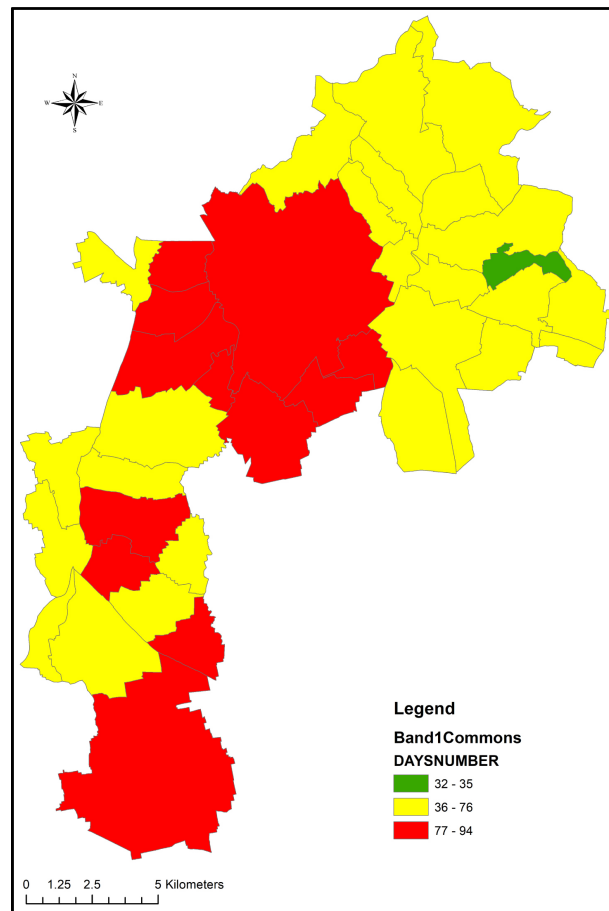 N
W E
S
Legend
Band1Commons
DAYSNUMBER
32 - 35
36 - 76
77 - 94
0 1.25 2.5 5 Kilometers